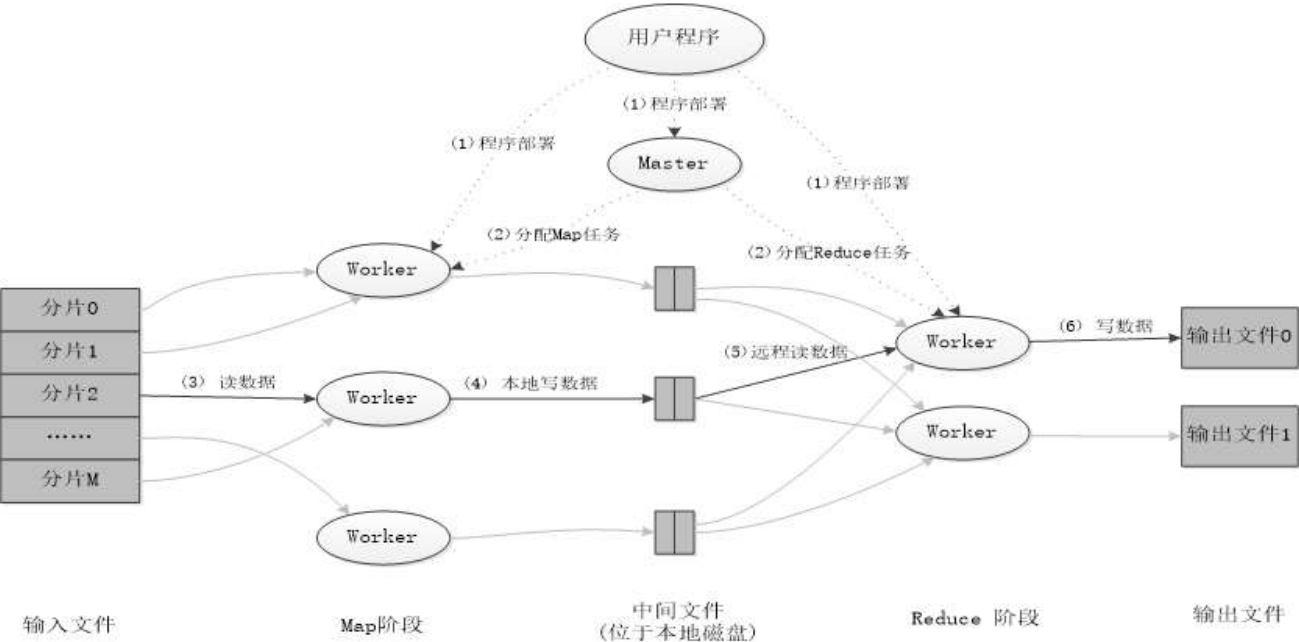 用户程序
(1)程序部署
(1)程序部署
Master
(1)程序部署
(2)分配Map任务
(2)分配Reduce任务
Worker
分片0
分片1
分片2
……
分片M
(3) 读数据
Worker
(4) 本地写数据
(5)远程读数据
Worker
(6) 写数据
输出文件0
Worker
输出文件1
Worker
输入文件
Map阶段
中间文件
(位于本地磁盘)
Reduce 阶段
输出文件